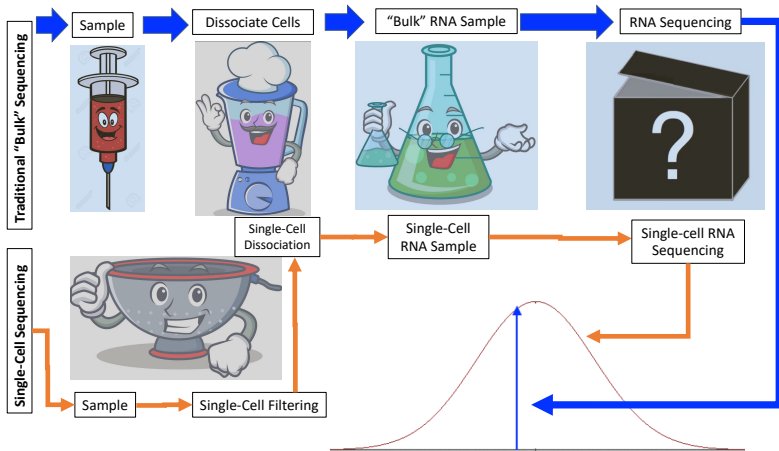 Traditional “Bulk” Sequencing
Sample
Dissociate Cells
“Bulk” RNA Sample
RNA Sequencing
?
Single-Cell
Dissociation
Single-Cell
RNA Sample
Single-cell RNA
Sequencing
Single-Cell Sequencing
Sample
Single-Cell Filtering